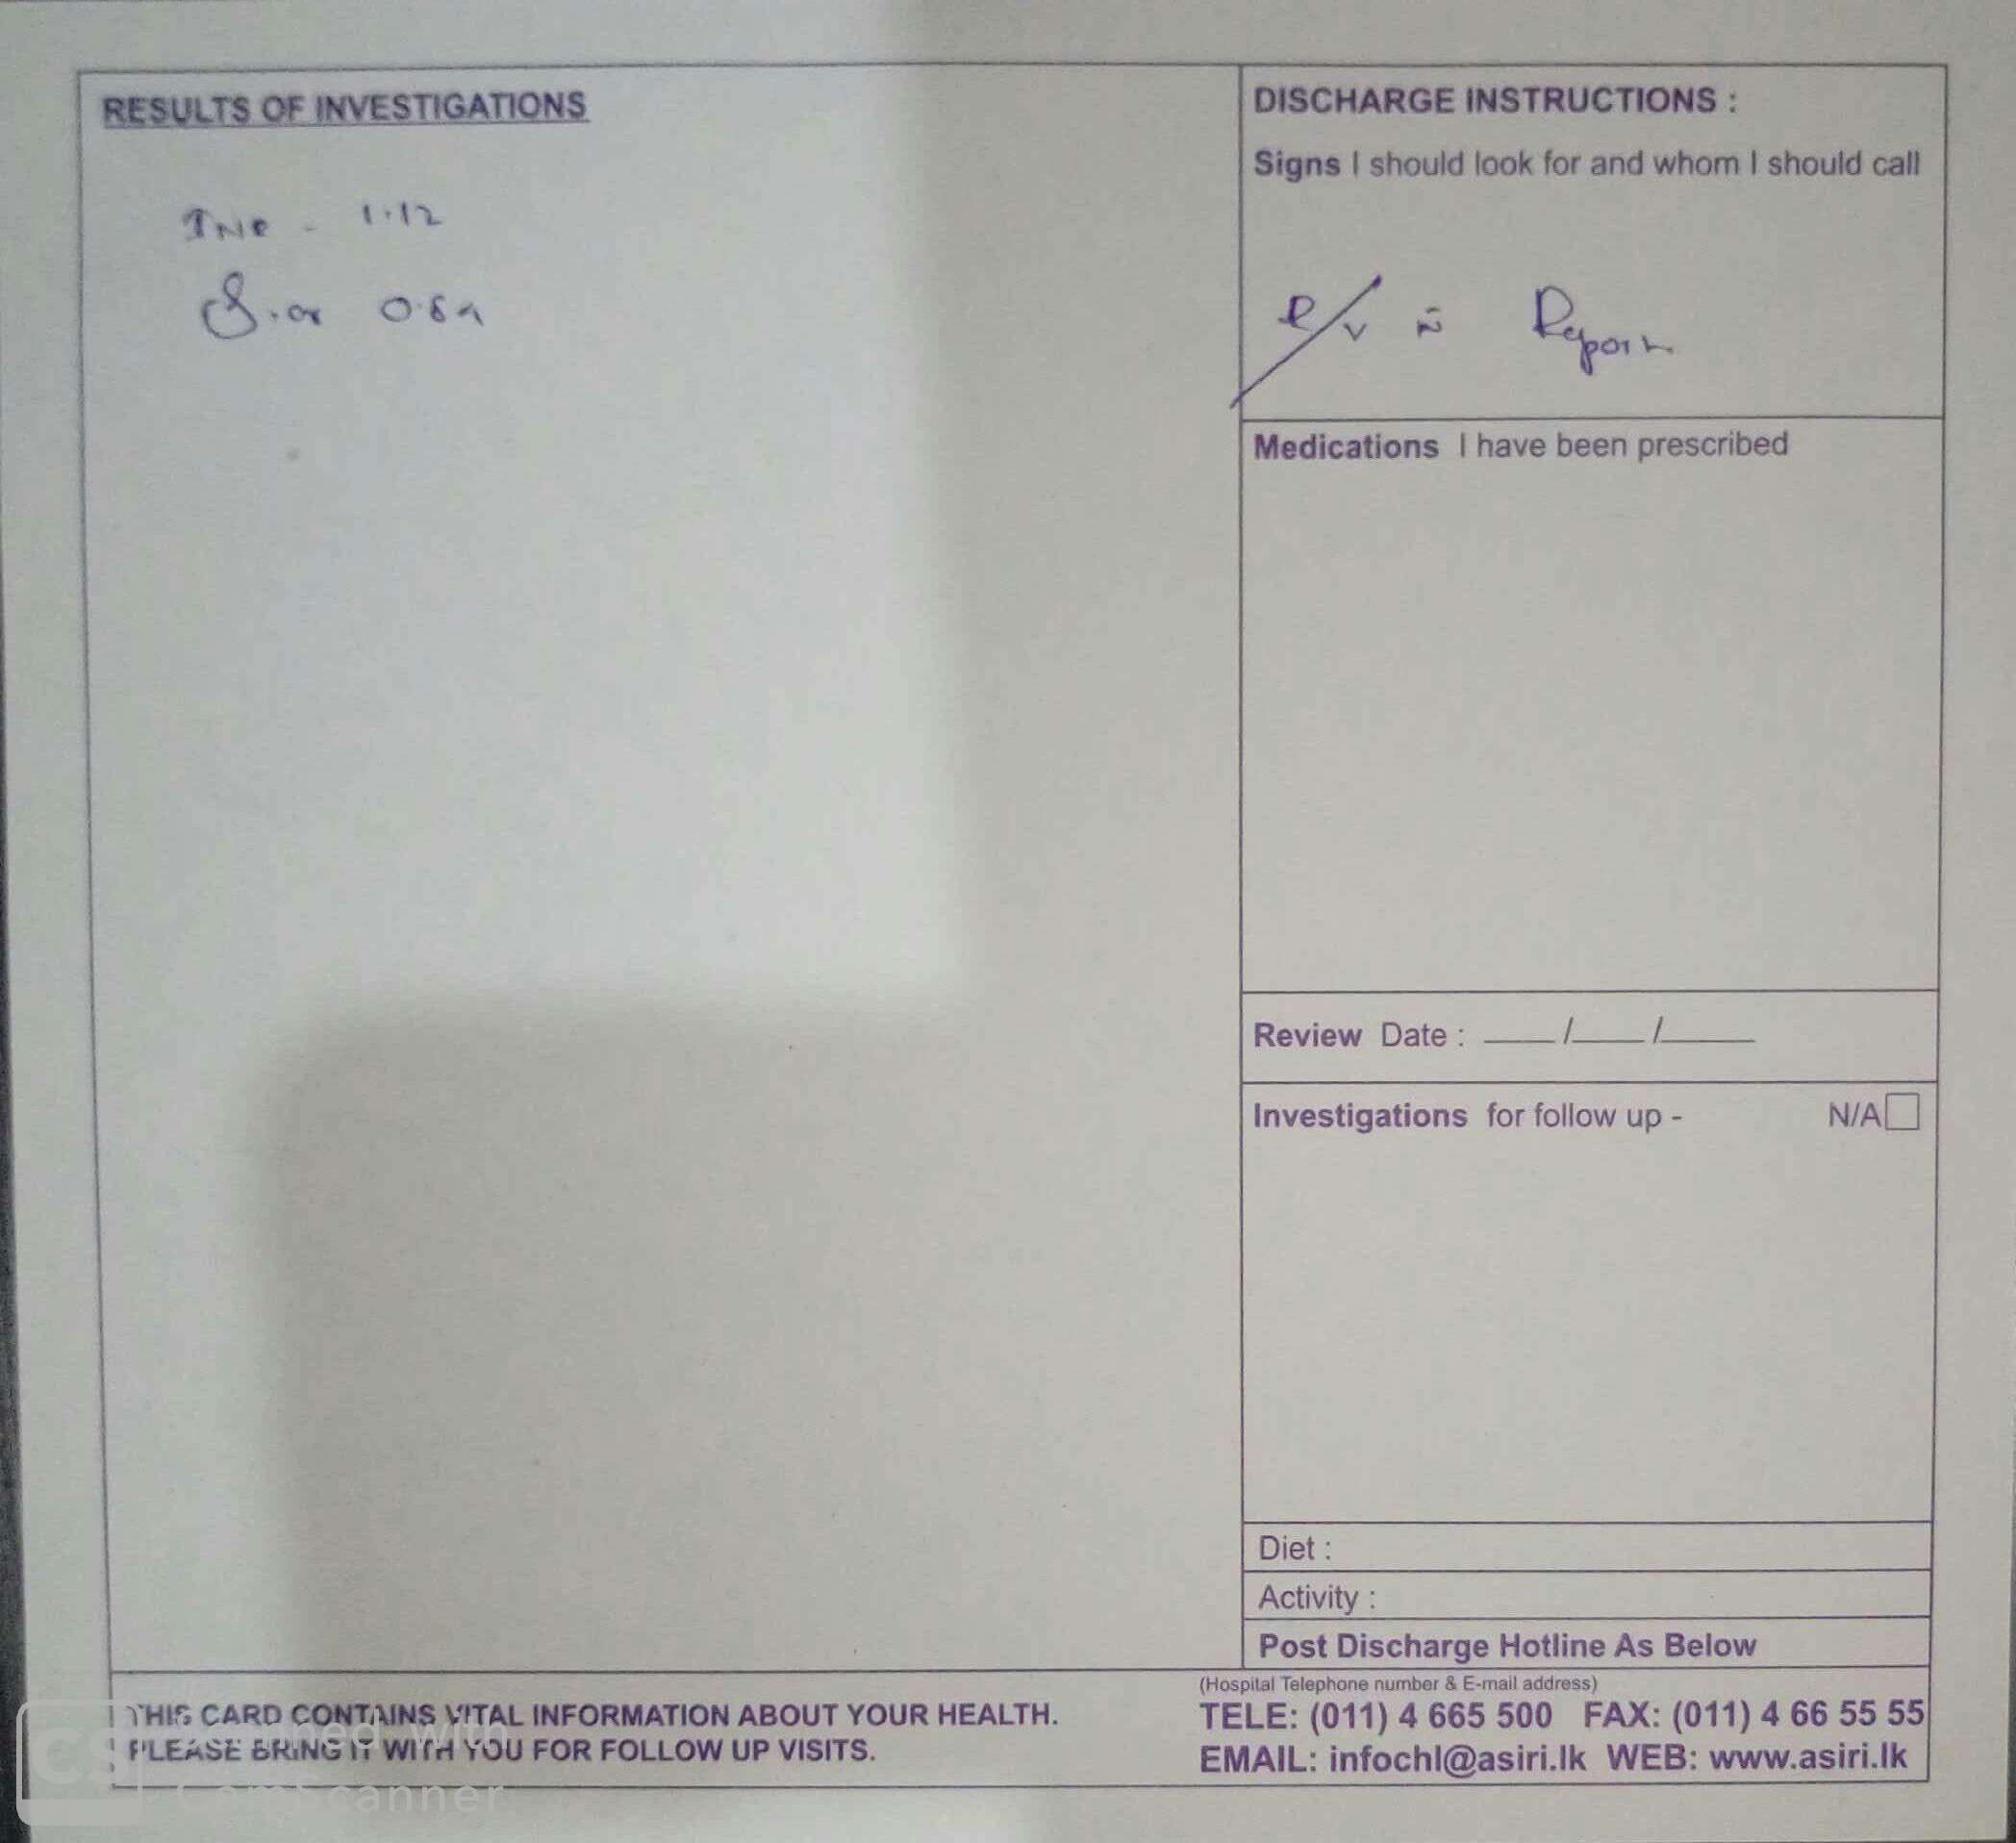 RESULTS OF INVESTIGATIONS
INR - 1.12
S.cr
DISCHARGE INSTRUCTIONS :
Signs I should look for and whom I should call
R/v c̄ Report
Medications I have been prescribed
Review Date : ___/___/____
Investigations for follow up - N/A
Diet :
Activity :
Post Discharge Hotline As Below
THIS CARD CONTAINS VITAL INFORMATION ABOUT YOUR HEALTH.
PLEASE BRING IT WITH YOU FOR FOLLOW UP VISITS.
(Hospital Telephone number & E-mail address)
TELE: (011) 4 665 500 FAX: (011) 4 66 55 55
EMAIL: infochl@asiri.lk WEB: www.asiri.lk
CS
Scanned with
CamScanner